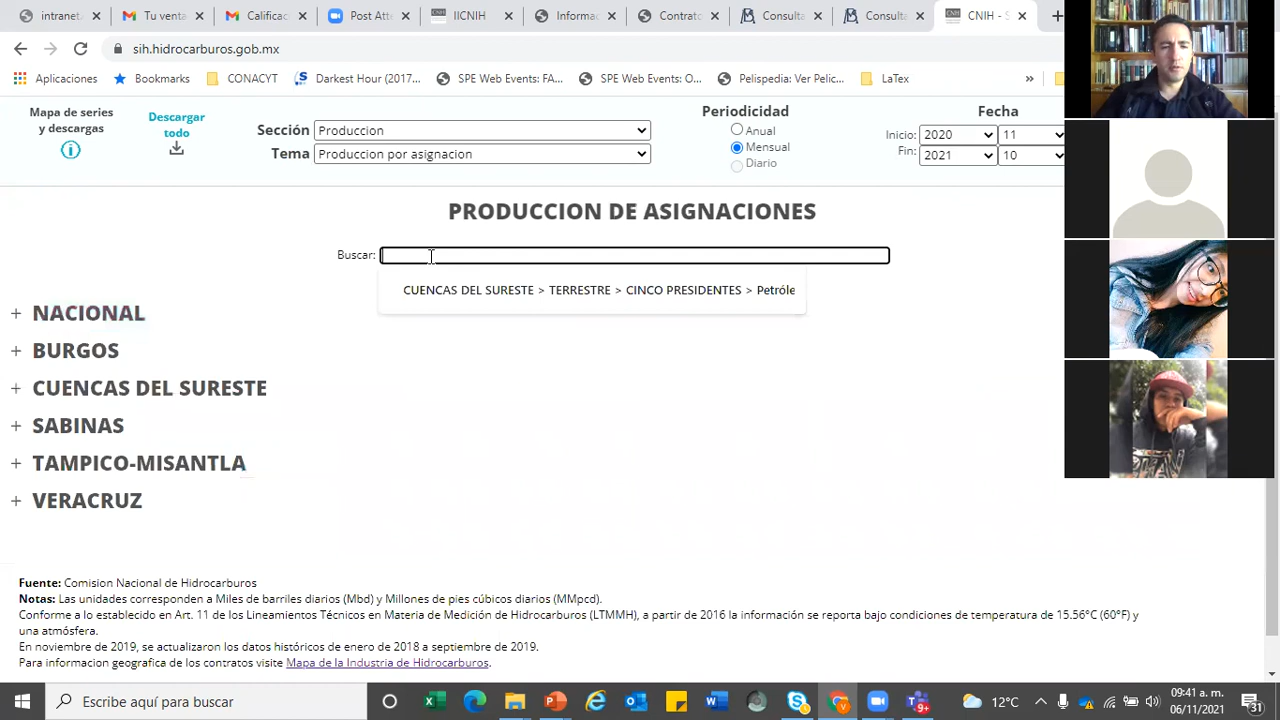 intranet.
Tu venta
Calificac
Post Atte
IICNIH
Informac
Contrato
Consulta
Consulta
CNIH - S
sih.hidrocarburos.gob.mx
Aplicaciones
Bookmarks
CONACYT
Darkest Hour (2017...
SPE Web Events: FA...
SPE Web Events: O...
Pelispedia: Ver Pelic...
LaTex
»
Mapa de series
y descargas
Descargar
todo
Sección Produccion
Tema Produccion por asignacion
Periodicidad
Anual
Mensual
Diario
Fecha
Inicio: 2020 11
Fin: 2021 10
PRODUCCION DE ASIGNACIONES
Buscar:
CUENCAS DEL SURESTE > TERRESTRE > CINCO PRESIDENTES > Petróle
+ NACIONAL
+ BURGOS
+ CUENCAS DEL SURESTE
+ SABINAS
+ TAMPICO-MISANTLA
+ VERACRUZ
Fuente: Comision Nacional de Hidrocarburos
Notas: Las unidades corresponden a Miles de barriles diarios (Mbd) y Millones de pies cúbicos diarios (MMpcd).
Conforme a lo establecido en Art. 11 de los Lineamientos Técnicos en Materia de Medición de Hidrocarburos (LTMMH), a partir de 2016 la información se reporta bajo condiciones de temperatura de 15.56°C (60°F) y
una atmósfera.
En noviembre de 2019, se actualizaron los datos históricos de enero de 2018 a septiembre de 2019.
Para informacion geografica de los contratos visite Mapa de la Industria de Hidrocarburos.
Escribe aquí para buscar
12°C
09:41 a. m.
06/11/2021
31